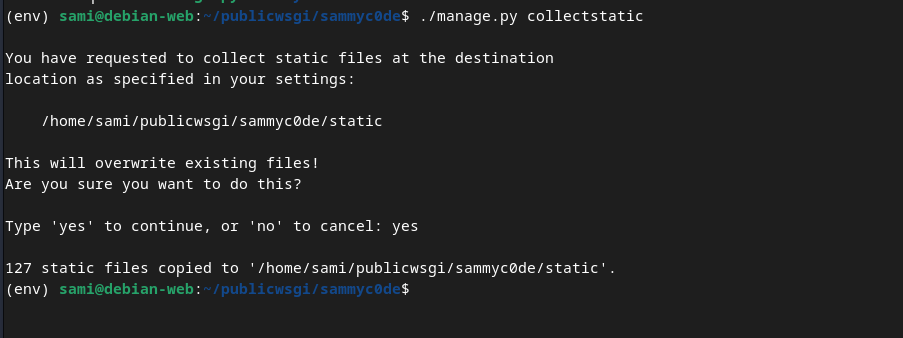 (env) sami@debian-web:~/publicwsgi/sammyc0de$ ./manage.py collectstatic
You have requested to collect static files at the destination
location as specified in your settings:
/home/sami/publicwsgi/sammyc0de/static
This will overwrite existing files!
Are you sure you want to do this?
Type 'yes' to continue, or 'no' to cancel: yes
127 static files copied to '/home/sami/publicwsgi/sammyc0de/static'.
(env) sami@debian-web:~/publicwsgi/sammyc0de$